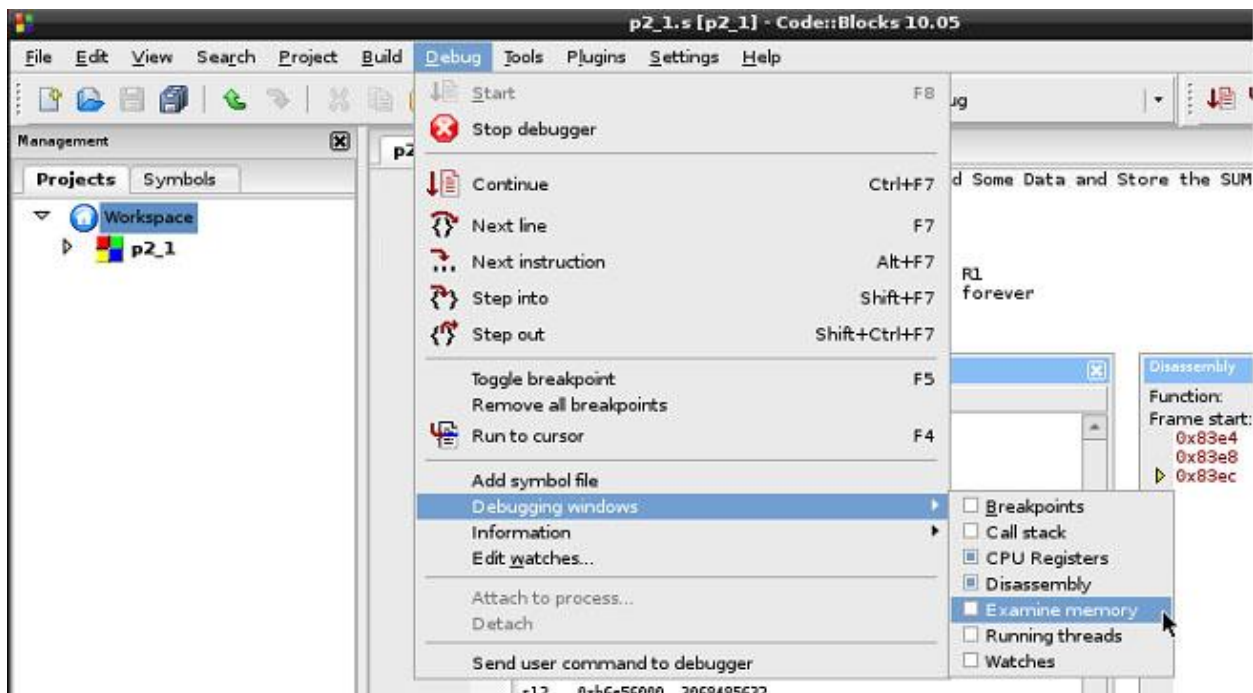 p2_1.s [p2_1] - Code::Blocks 10.05
File Edit View Search Project Build Debug Tools Plugins Settings Help
Management
Projects Symbols
Workspace
p2_1
Start F8
Stop debugger
Continue Ctrl+F7
Next line F7
Next instruction Alt+F7
Step into Shift+F7
Step out Shift+Ctrl+F7
Toggle breakpoint F5
Remove all breakpoints
Run to cursor F4
Add symbol file
Debugging windows
Information
Edit watches...
Attach to process...
Detach
Send user command to debugger
Breakpoints
Call stack
CPU Registers
Disassembly
Examine memory
Running threads
Watches
ug
p2
d Some Data and Store the SUM
R1
forever
Disassembly
Function:
Frame start:
0x83e4
0x83e8
0x83ec